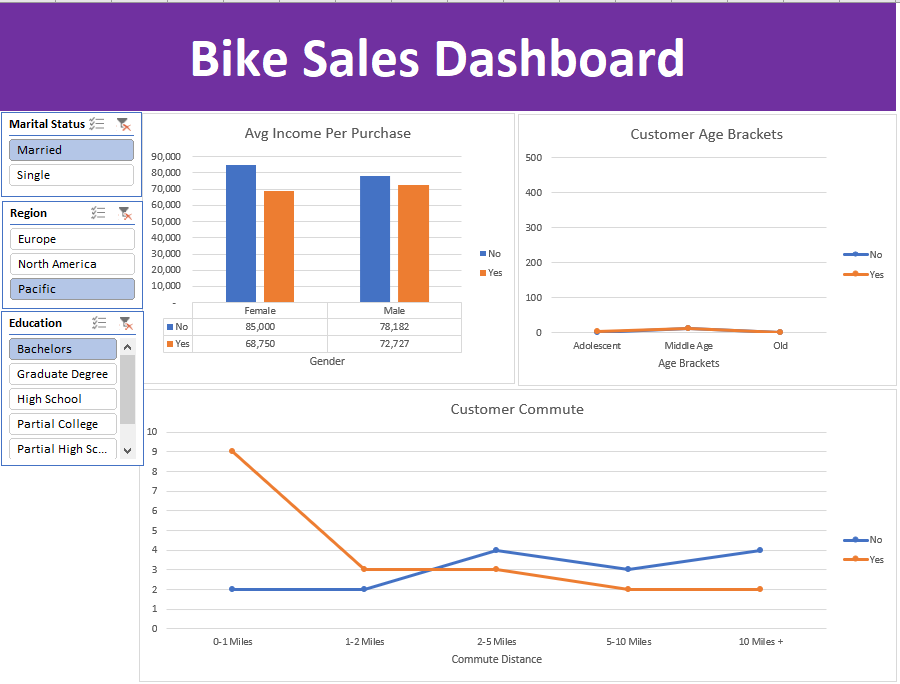 Bike Sales Dashboard
Marital Status
Married
Single
Region
Europe
North America
Pacific
Education
Bachelors
Graduate Degree
High School
Partial College
Partial High Sc...
Avg Income Per Purchase
90,000
80,000
70,000
60,000
50,000
40,000
30,000
20,000
10,000
-
Female Male
No 85,000 78,182
Yes 68,750 72,727
Gender
No
Yes
Customer Age Brackets
500
400
300
200
100
0
Adolescent Middle Age Old
Age Brackets
No
Yes
Customer Commute
10
9
8
7
6
5
4
3
2
1
0
0-1 Miles 1-2 Miles 2-5 Miles 5-10 Miles 10 Miles +
Commute Distance
No
Yes